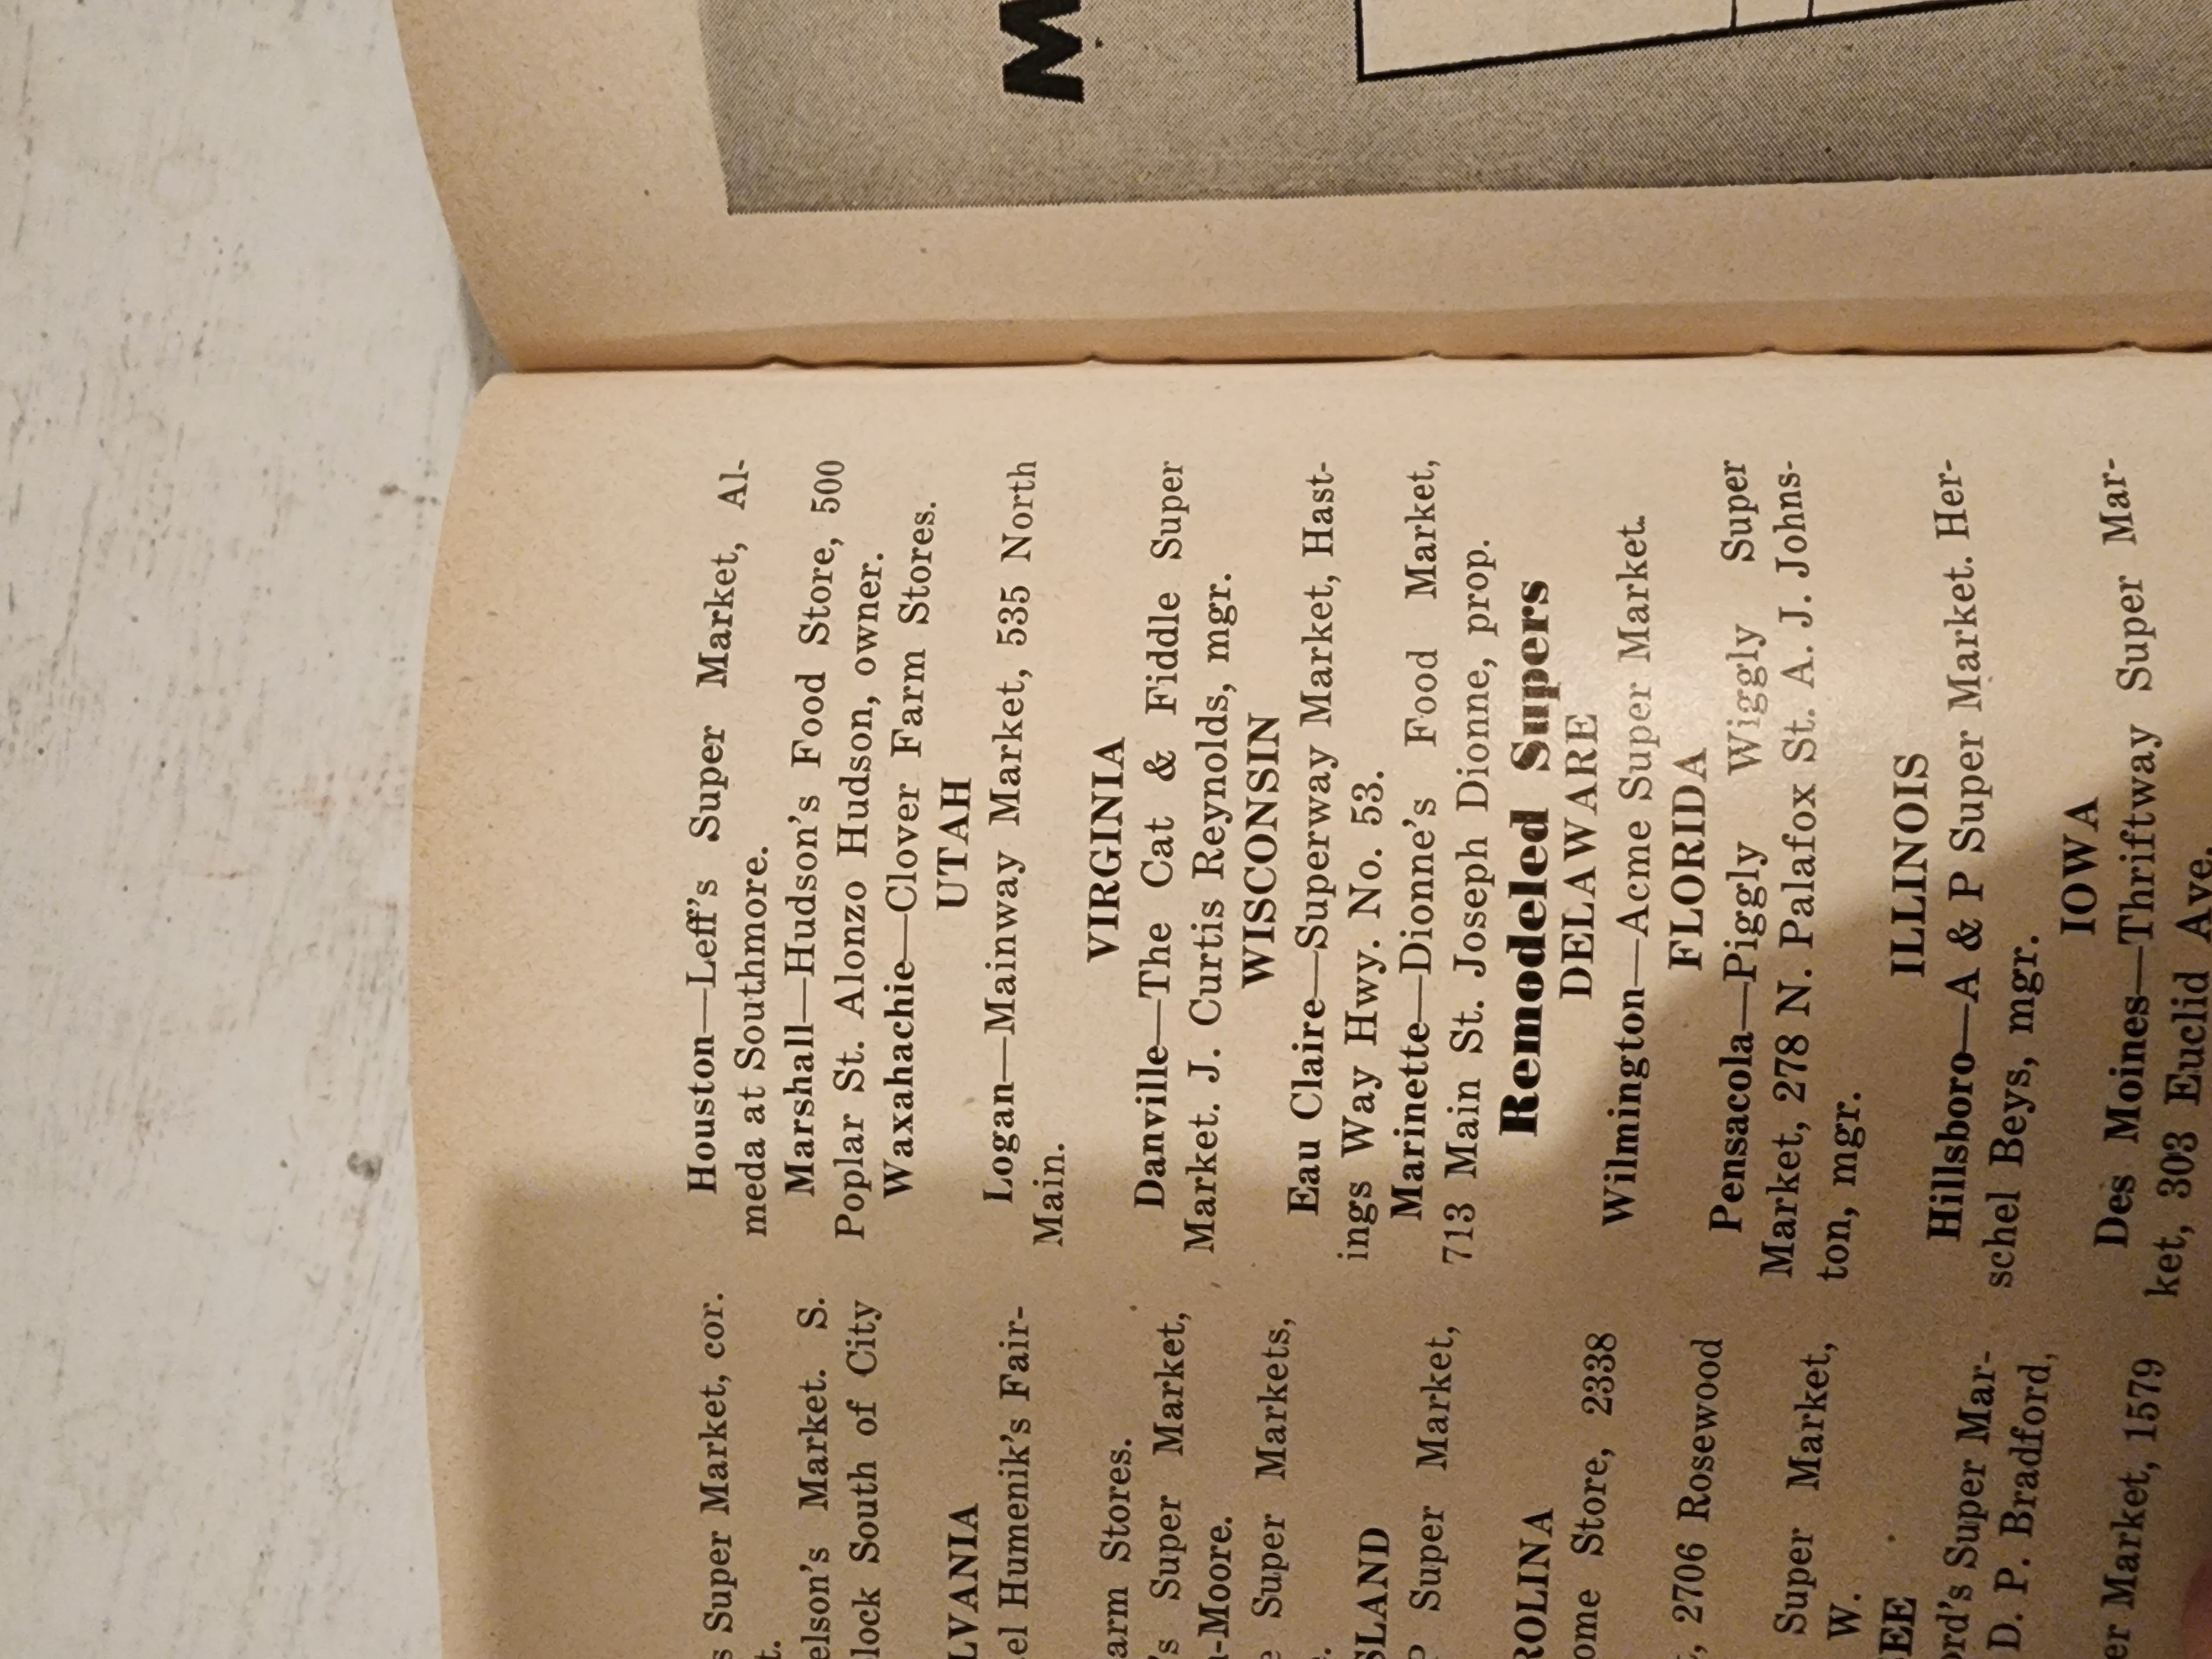 s Super Market, cor.
t.
elson's Market. S.
lock South of City
LVANIA
el Humenik's Fair-
arm Stores.
's Super Market,
-Moore.
e Super Markets,
SLAND
P Super Market,
ROLINA
ome Store, 2338
, 2706 Rosewood
Super Market,
W.
EE
ord's Super Mar-
D. P. Bradford,
er Market, 1579
Houston—Leff's Super Market, Al-
meda at Southmore.
Marshall—Hudson's Food Store, 500
Poplar St. Alonzo Hudson, owner.
Waxahachie—Clover Farm Stores.
UTAH
Logan—Mainway Market, 535 North
Main.
VIRGINIA
Danville—The Cat & Fiddle Super
Market. J. Curtis Reynolds, mgr.
WISCONSIN
Eau Claire—Superway Market, Hast-
ings Way Hwy. No. 53.
Marinette—Dionne's Food Market,
713 Main St. Joseph Dionne, prop.
Remodeled Supers
DELAWARE
Wilmington—Acme Super Market.
FLORIDA
Pensacola—Piggly Wiggly Super
Market, 278 N. Palafox St. A. J. Johns-
ton, mgr.
ILLINOIS
Hillsboro—A & P Super Market. Her-
schel Beys, mgr.
IOWA
Des Moines—Thriftway Super Mar-
ket, 303 Euclid Ave.
M